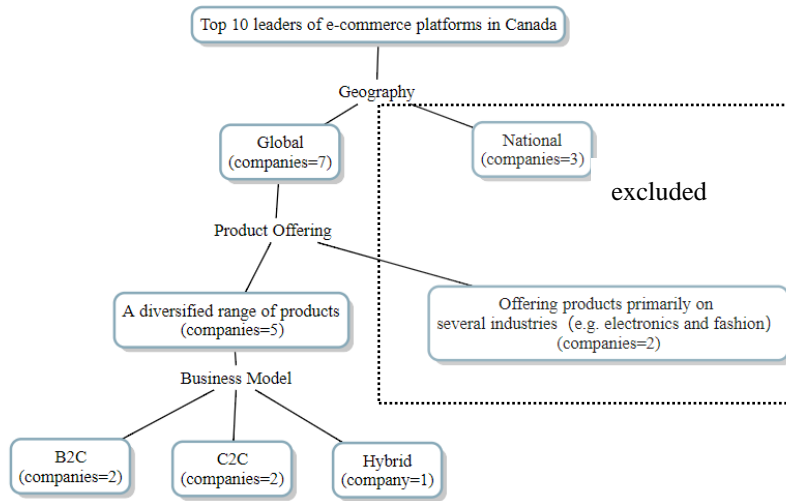 Top 10 leaders of e-commerce platforms in Canada
Geography
Global
(companies=7)
National
(companies=3)
excluded
Product Offering
A diversified range of products
(companies=5)
Offering products primarily on
several industries（e.g. electronics and fashion）
(companies=2)
Business Model
B2C
(companies=2)
C2C
(companies=2)
Hybrid
(company=1)